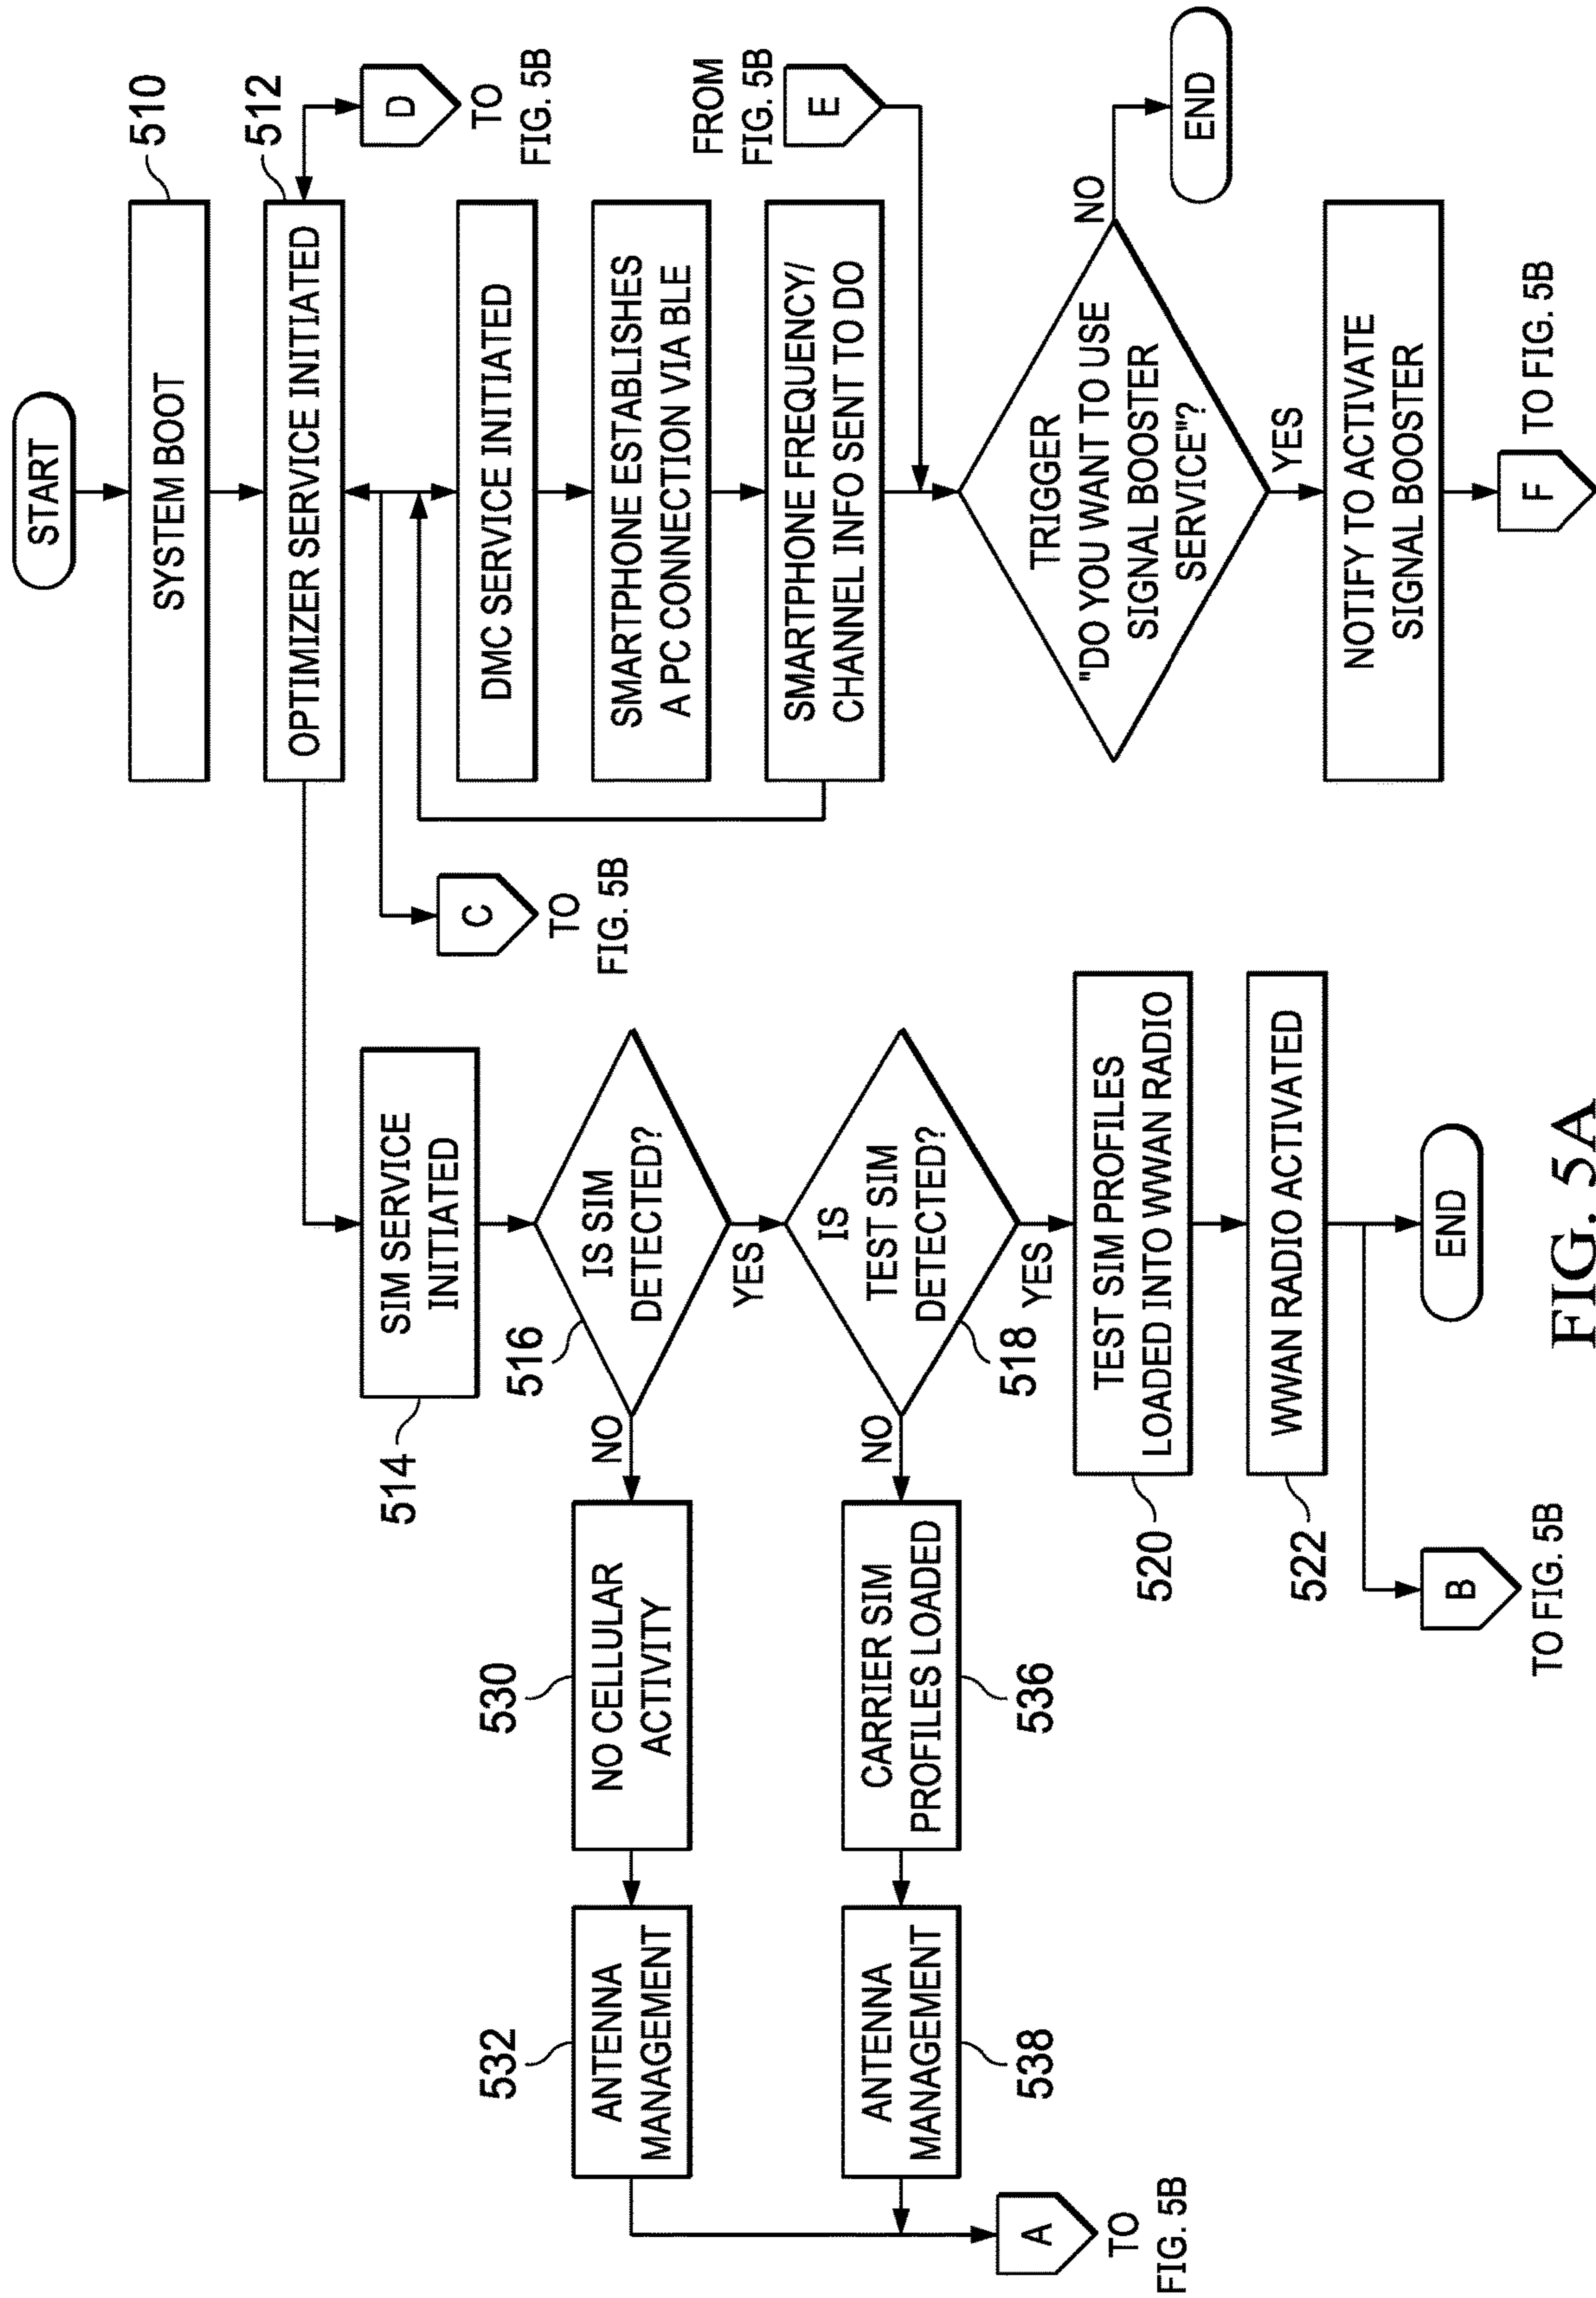 START
SYSTEM BOOT
510
OPTIMIZER SERVICE INITIATED
512
D
TO
FIG. 5B
C
TO
FIG. 5B
DMC SERVICE INITIATED
SMARTPHONE ESTABLISHES
A PC CONNECTION VIA BLE
SMARTPHONE FREQUENCY/
CHANNEL INFO SENT TO DO
FROM
FIG. 5B
E
TRIGGER
"DO YOU WANT TO USE
SIGNAL BOOSTER
SERVICE"?
NO
END
YES
NOTIFY TO ACTIVATE
SIGNAL BOOSTER
F
TO FIG. 5B
SIM SERVICE
INITIATED
514
IS SIM
DETECTED?
516
NO
YES
NO CELLULAR
ACTIVITY
530
ANTENNA
MANAGEMENT
532
IS
TEST SIM
DETECTED?
518
NO
YES
CARRIER SIM
PROFILES LOADED
536
ANTENNA
MANAGEMENT
538
A
TO
FIG. 5B
TEST SIM PROFILES
LOADED INTO WWAN RADIO
520
WWAN RADIO ACTIVATED
522
B
TO FIG. 5B
END
FIG. 5A